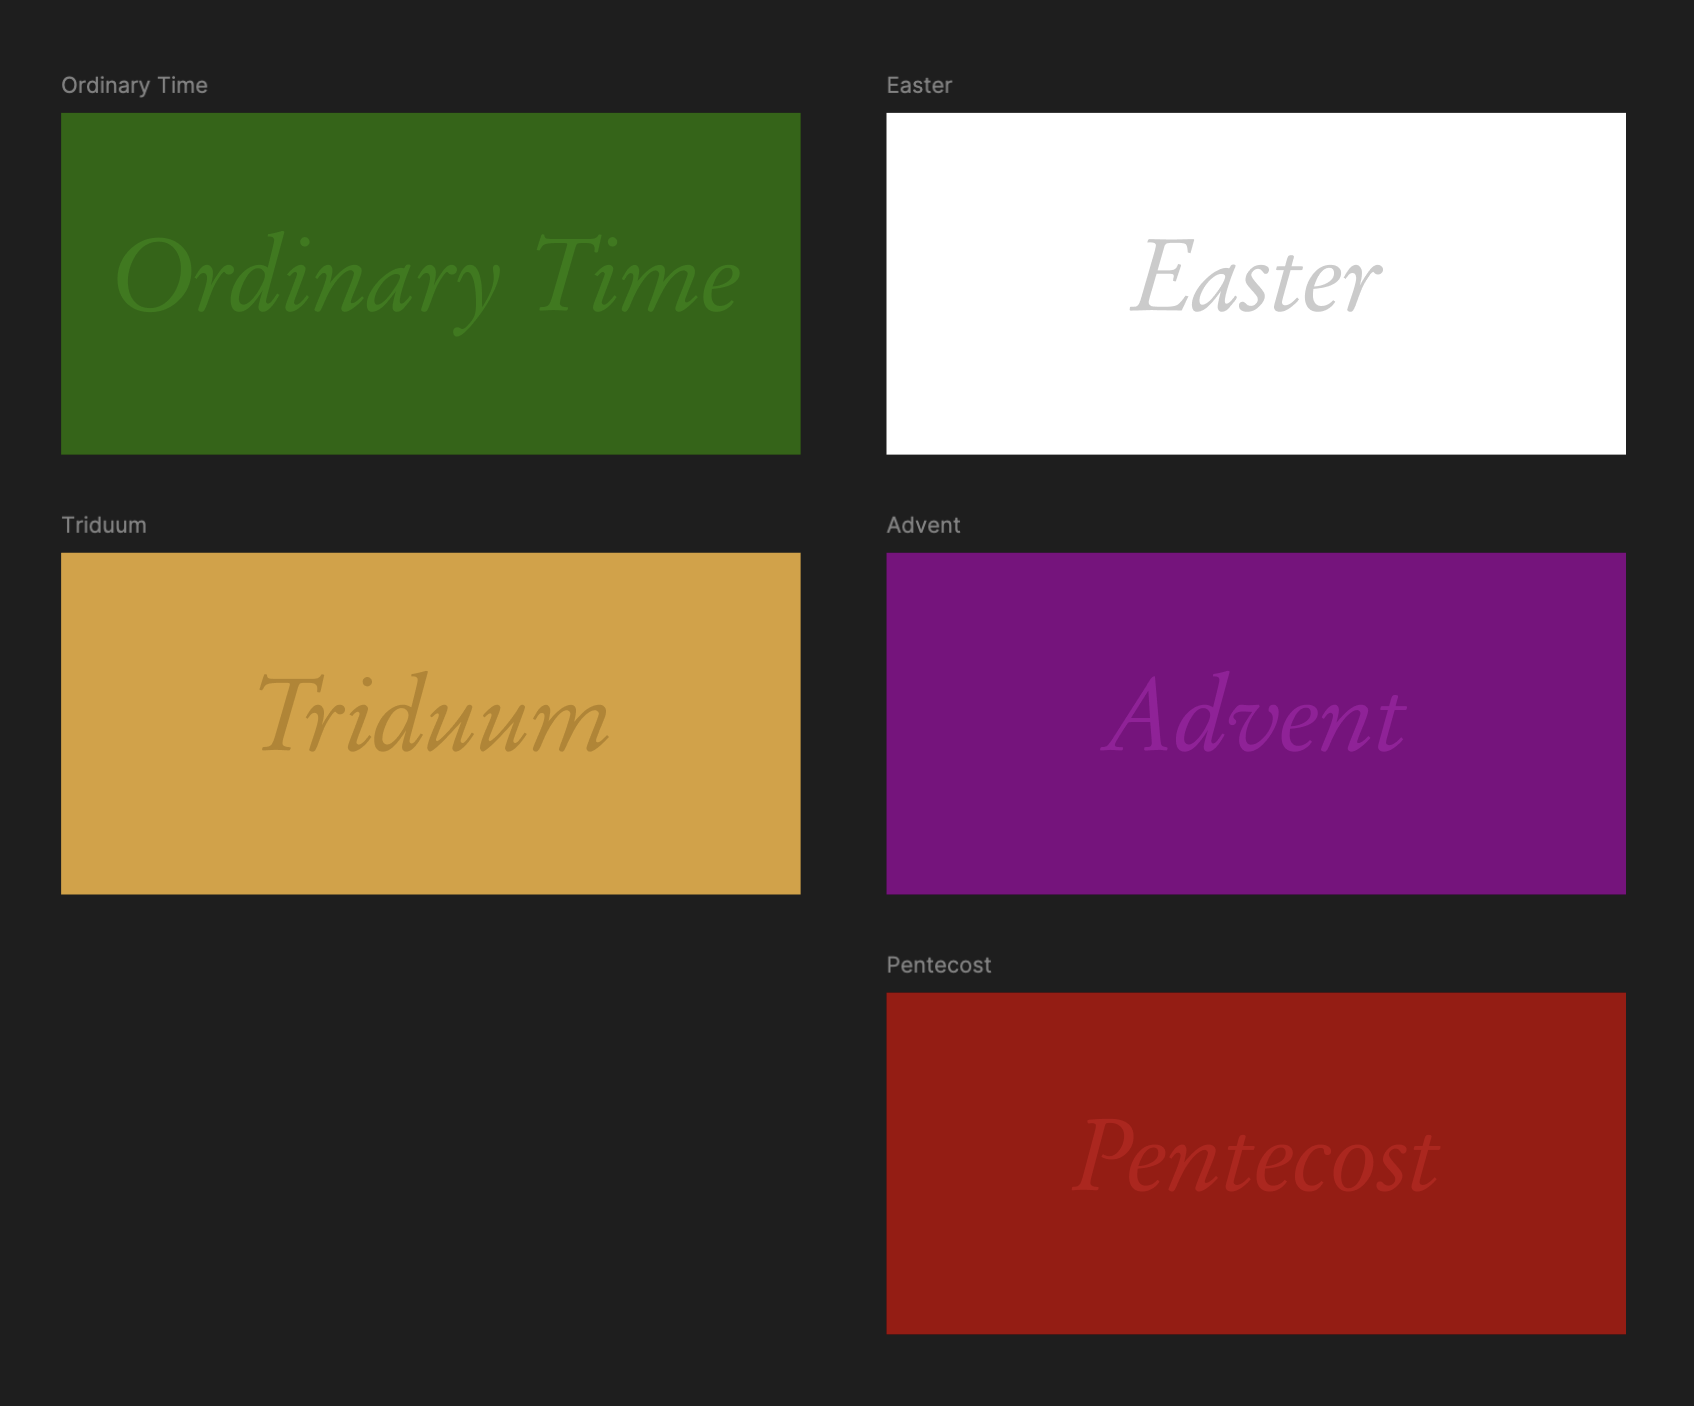 Ordinary Time
Ordinary Time
Easter
Easter
Triduum
Triduum
Advent
Advent
Pentecost
Pentecost